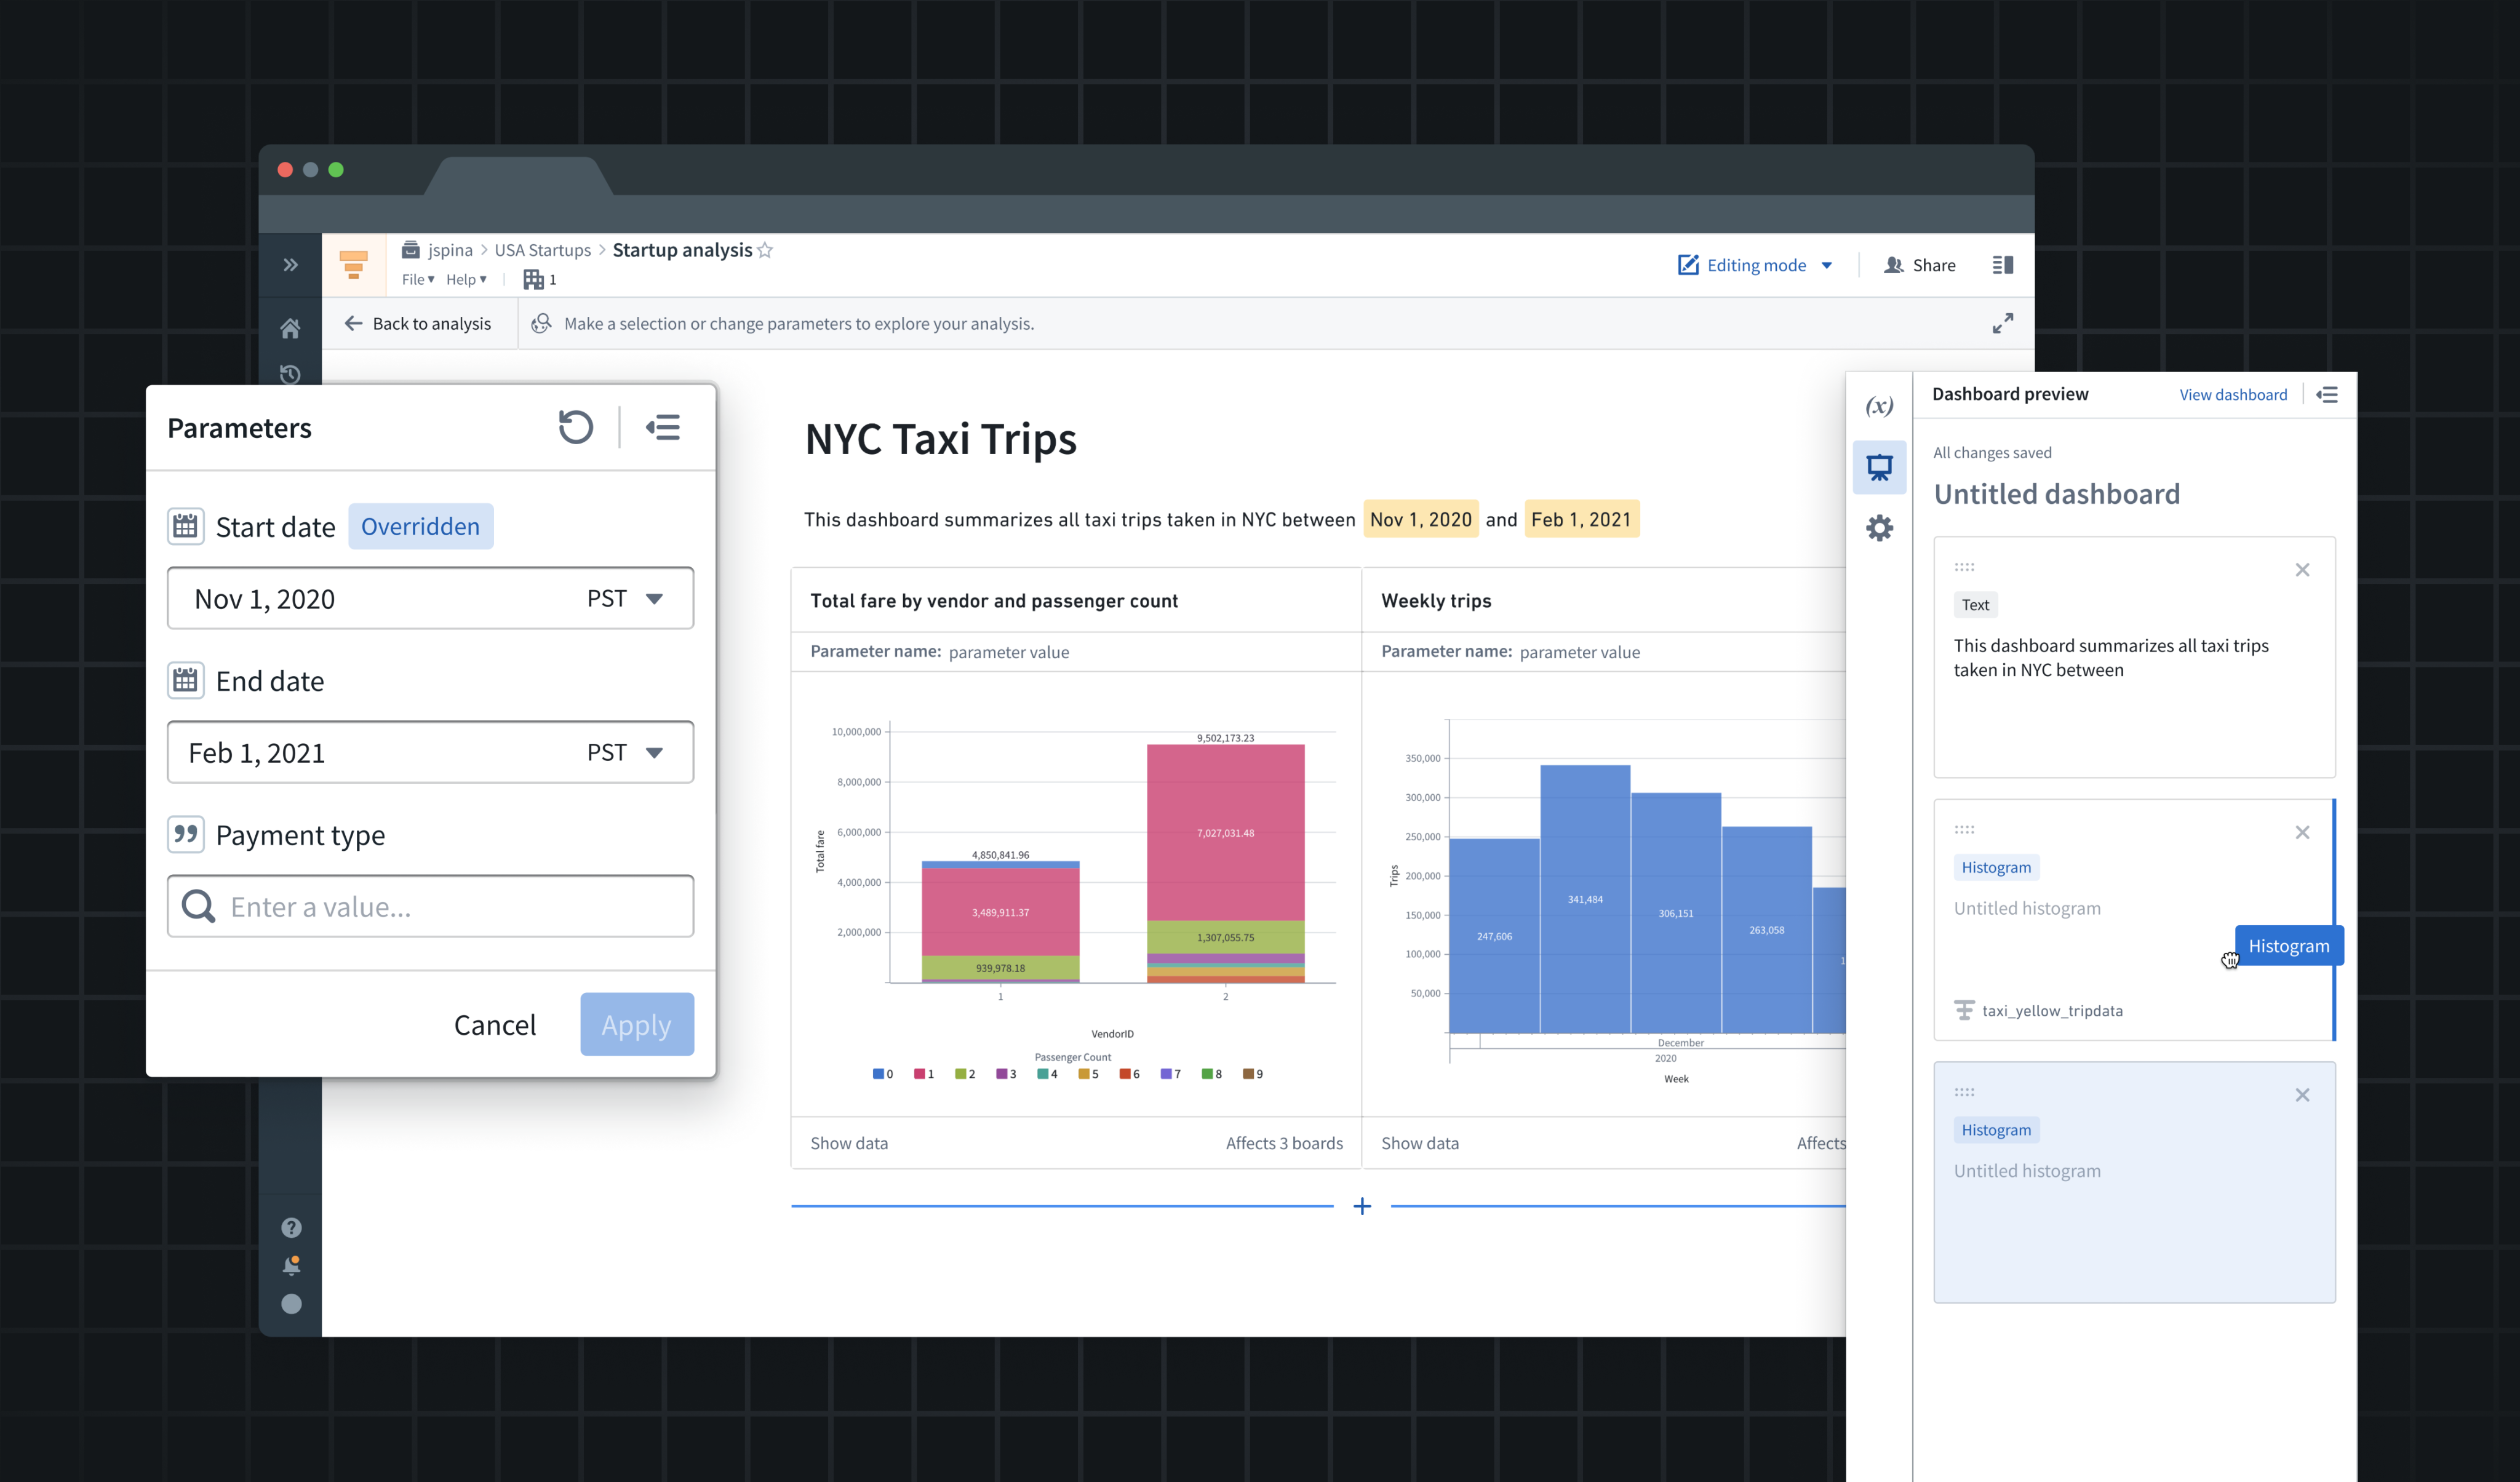 jspina > USA Startups > Startup analysis
File Help 1
Editing mode
Share
Back to analysis
Make a selection or change parameters to explore your analysis.
Parameters
Start date Overridden
Nov 1, 2020 PST
End date
Feb 1, 2021 PST
Payment type
Enter a value...
Cancel Apply
NYC Taxi Trips
This dashboard summarizes all taxi trips taken in NYC between Nov 1, 2020 and Feb 1, 2021
Total fare by vendor and passenger count
Parameter name: parameter value
10,000,000
8,000,000
6,000,000
4,000,000
2,000,000
Total fare
4,850,841.96
3,489,911.37
939,978.18
9,502,173.23
7,027,031.48
1,307,055.75
1 2
VendorID
Passenger Count
0 1 2 3 4 5 6 7 8 9
Show data Affects 3 boards
Weekly trips
Parameter name: parameter value
350,000
300,000
250,000
200,000
150,000
100,000
50,000
Trips
247,606
341,484
306,151
263,058
1
December
2020
Week
Show data Affects
(x)
Dashboard preview View dashboard
All changes saved
Untitled dashboard
Text
This dashboard summarizes all taxi trips
taken in NYC between
Histogram
Untitled histogram
Histogram
taxi_yellow_tripdata
Histogram
Untitled histogram